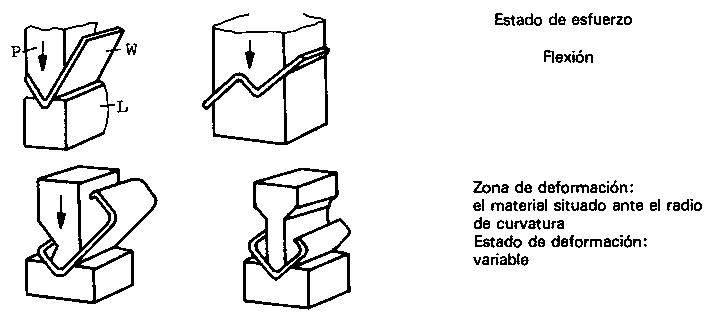 P
W
L
Estado de esfuerzo
Flexión
Zona de deformación:
el material situado ante el radio
de curvatura
Estado de deformación:
variable